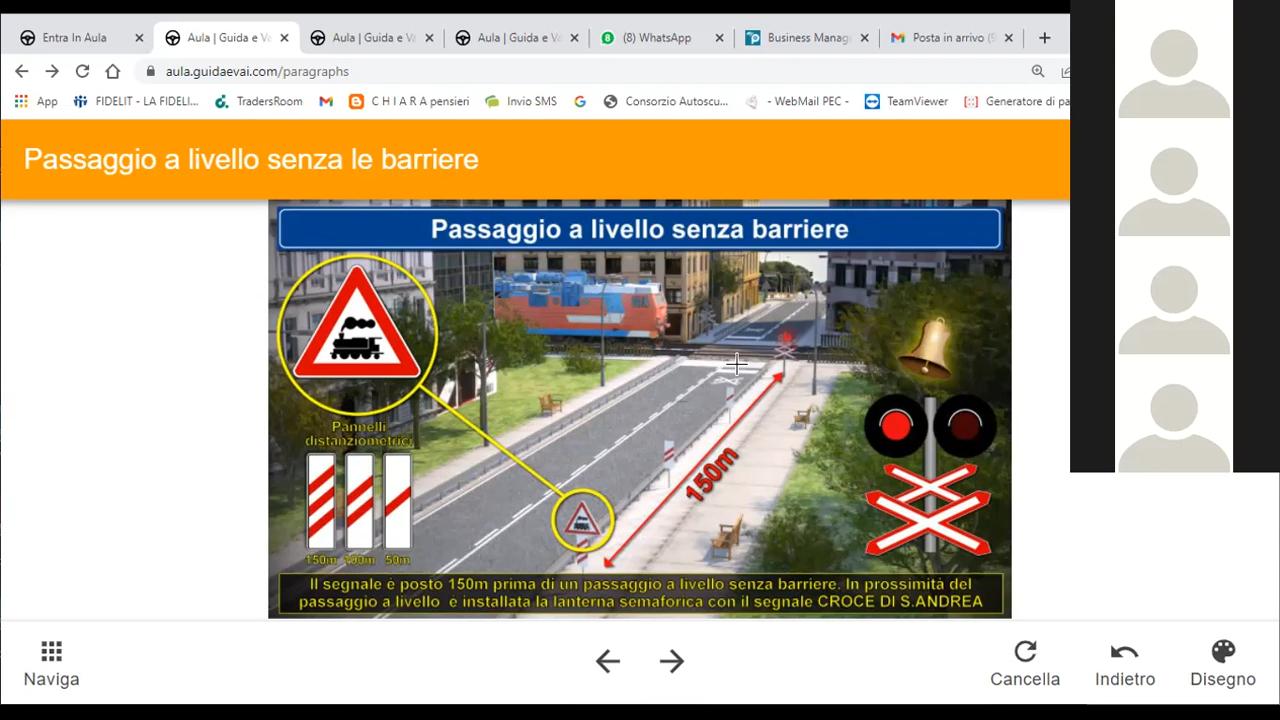 Entra In Aula
Aula | Guida e Va
Aula | Guida e Va
Aula | Guida e Va
(8) WhatsApp
Business Manag
Posta in arrivo (9
aula.guidaevai.com/paragraphs
App
FIDELIT - LA FIDELI...
TradersRoom
C H I A R A pensieri
Invio SMS
Consorzio Autoscu...
- WebMail PEC -
TeamViewer
Generatore di pa
Passaggio a livello senza le barriere
Passaggio a livello senza barriere
Pannelli
distanziometrici
150m 100m 50m
150m
Il segnale è posto 150m prima di un passaggio a livello senza barriere. In prossimità del
passaggio a livello è installata la lanterna semaforica con il segnale CROCE DI S.ANDREA
Naviga
Cancella
Indietro
Disegno